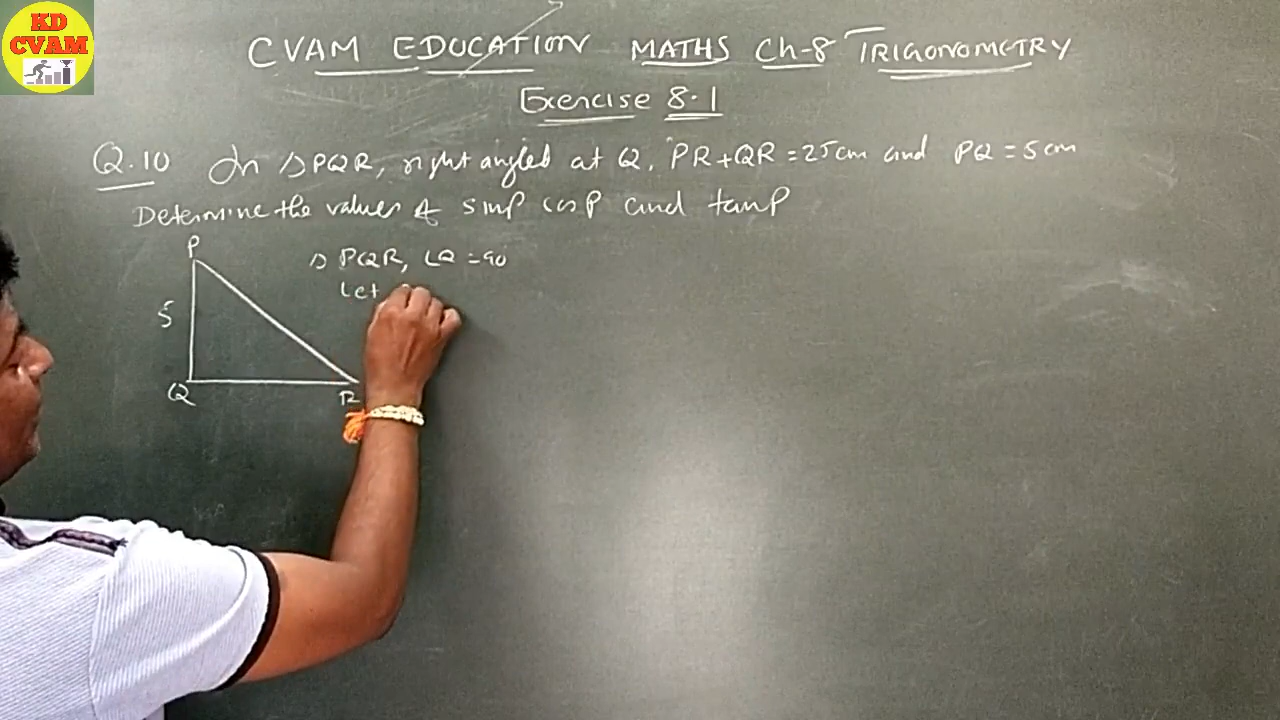 KD
CVAM
CVAM EDUCATION MATHS Ch-8 TRIGONOMETRY
Exercise 8.1
Q.10 In △PQR, right angled at Q, PR+QR=25cm and PQ=5cm
Determine the values of sinP cosP and tanP
P
△ PQR, ∠Q=90
Let
5
Q
R